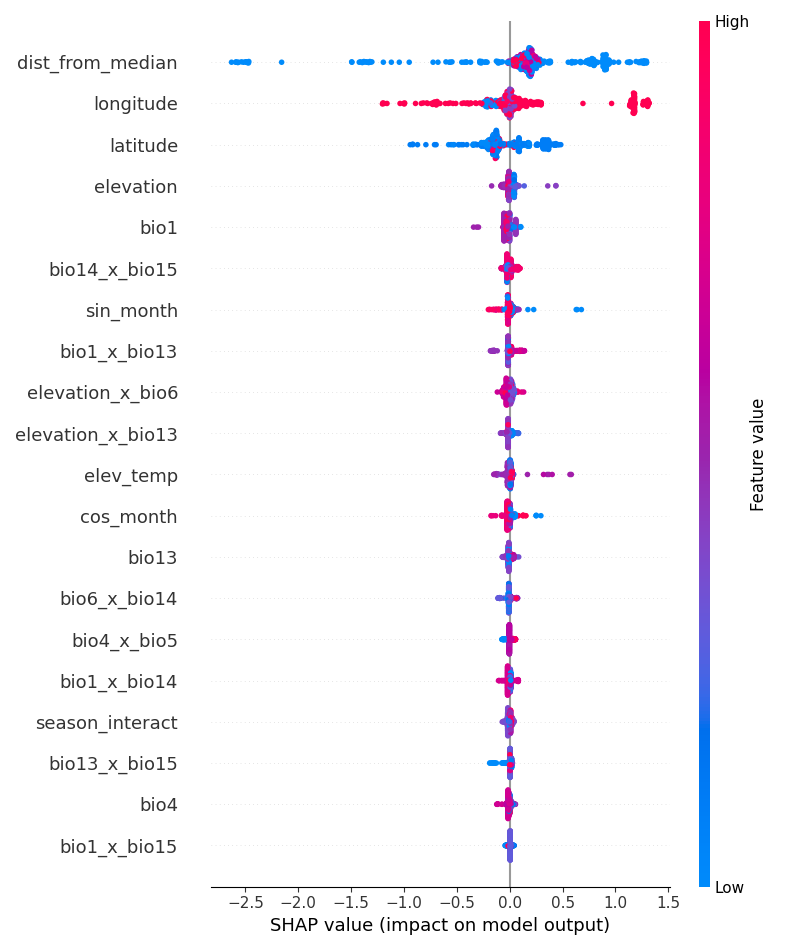 High
dist_from_median
longitude
latitude
elevation
bio1
bio14_x_bio15
sin_month
bio1_x_bio13
elevation_x_bio6
elevation_x_bio13
elev_temp
cos_month
bio13
bio6_x_bio14
bio4_x_bio5
bio1_x_bio14
season_interact
bio13_x_bio15
bio4
bio1_x_bio15
Feature value
Low
−2.5 −2.0 −1.5 −1.0 −0.5 0.0 0.5 1.0 1.5
SHAP value (impact on model output)